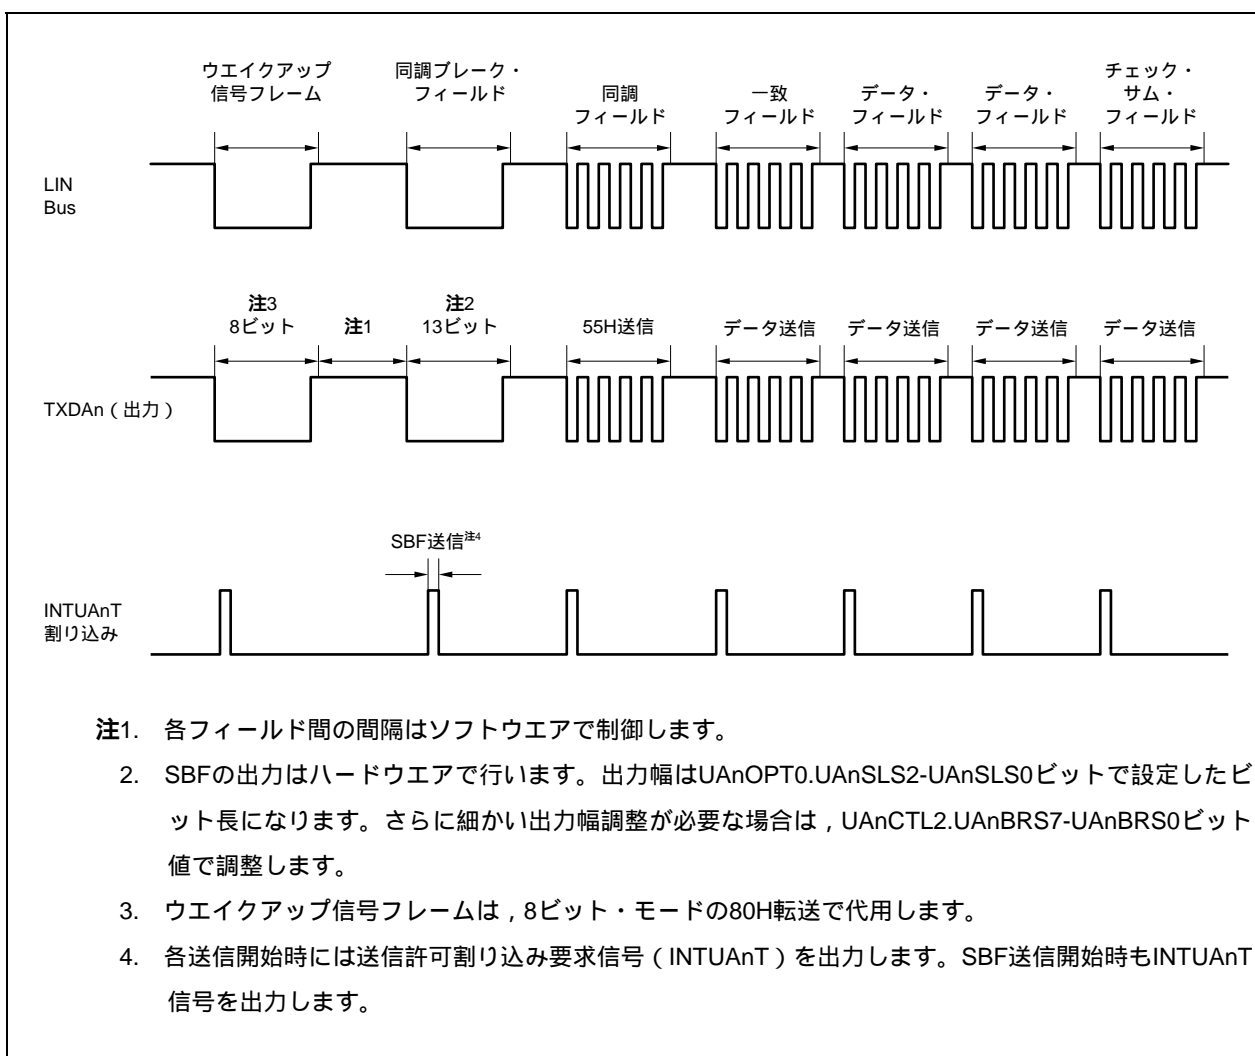 ウエイクアップ
信号フレーム
同調ブレーク・
フィールド
同調
フィールド
一致
フィールド
データ・
フィールド
データ・
フィールド
チェック・
サム・
フィールド
LIN
Bus
注3
8ビット
注1
注2
13ビット
55H送信
データ送信
データ送信
データ送信
データ送信
TXDAn（出力）
SBF送信注4
INTUAnT
割り込み
注1. 各フィールド間の間隔はソフトウエアで制御します。
2. SBFの出力はハードウエアで行います。出力幅はUAnOPT0.UAnSLS2-UAnSLS0ビットで設定したビ
ット長になります。さらに細かい出力幅調整が必要な場合は，UAnCTL2.UAnBRS7-UAnBRS0ビット
値で調整します。
3. ウエイクアップ信号フレームは，8ビット・モードの80H転送で代用します。
4. 各送信開始時には送信許可割り込み要求信号（INTUAnT）を出力します。SBF送信開始時もINTUAnT
信号を出力します。